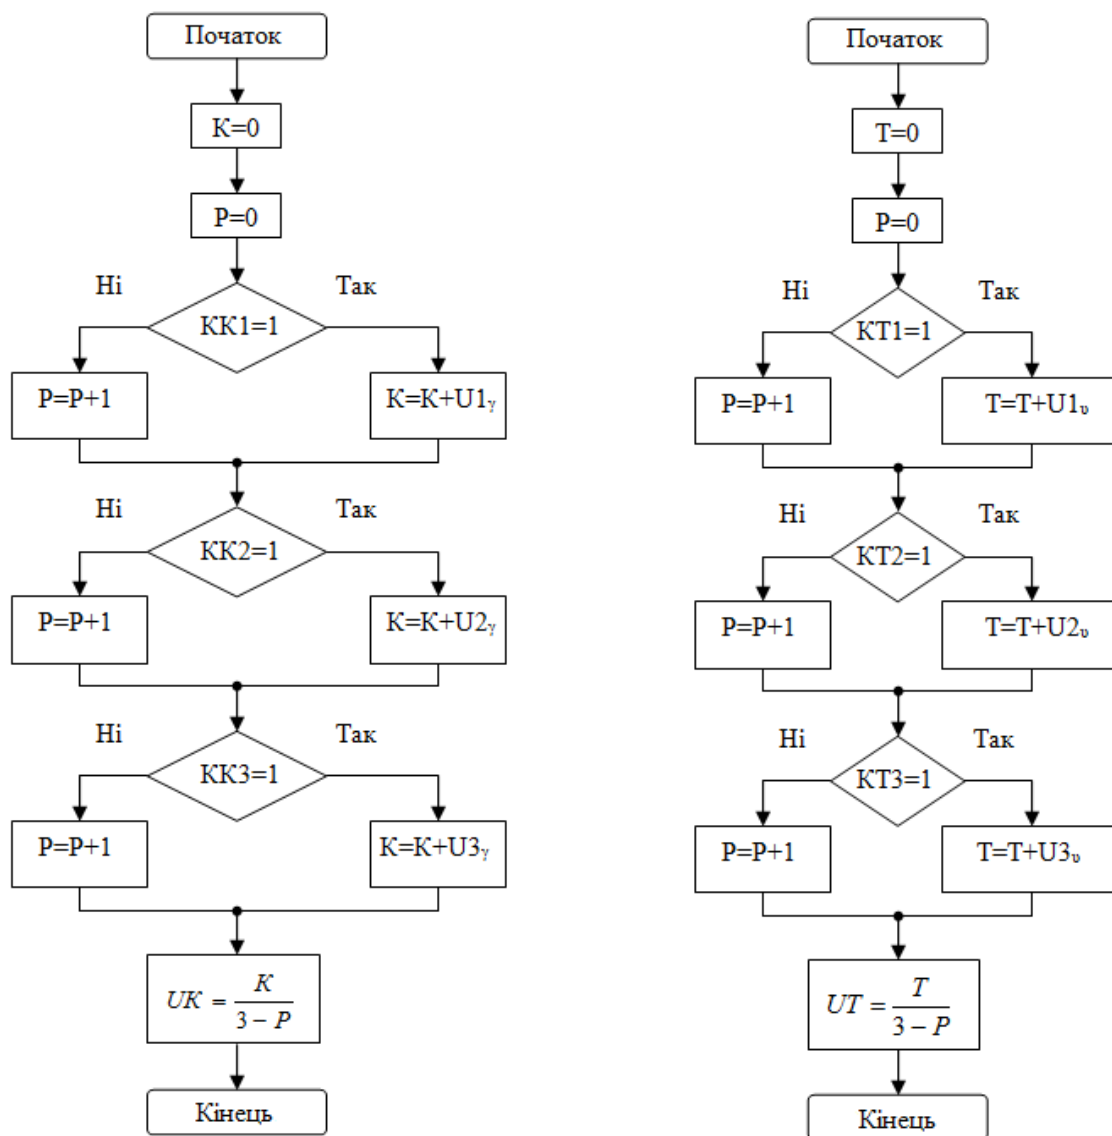 Початок
К=0
Р=0
Ні Так
КК1=1
Р=Р+1 К=К+U1γ
Ні Так
КК2=1
Р=Р+1 К=К+U2γ
Ні Так
КК3=1
Р=Р+1 К=К+U3γ
UK = K / 3 − P
Кінець
Початок
Т=0
Р=0
Ні Так
КТ1=1
Р=Р+1 Т=Т+U1υ
Ні Так
КТ2=1
Р=Р+1 Т=Т+U2υ
Ні Так
КТ3=1
Р=Р+1 Т=Т+U3υ
UT = T / 3 − P
Кінець